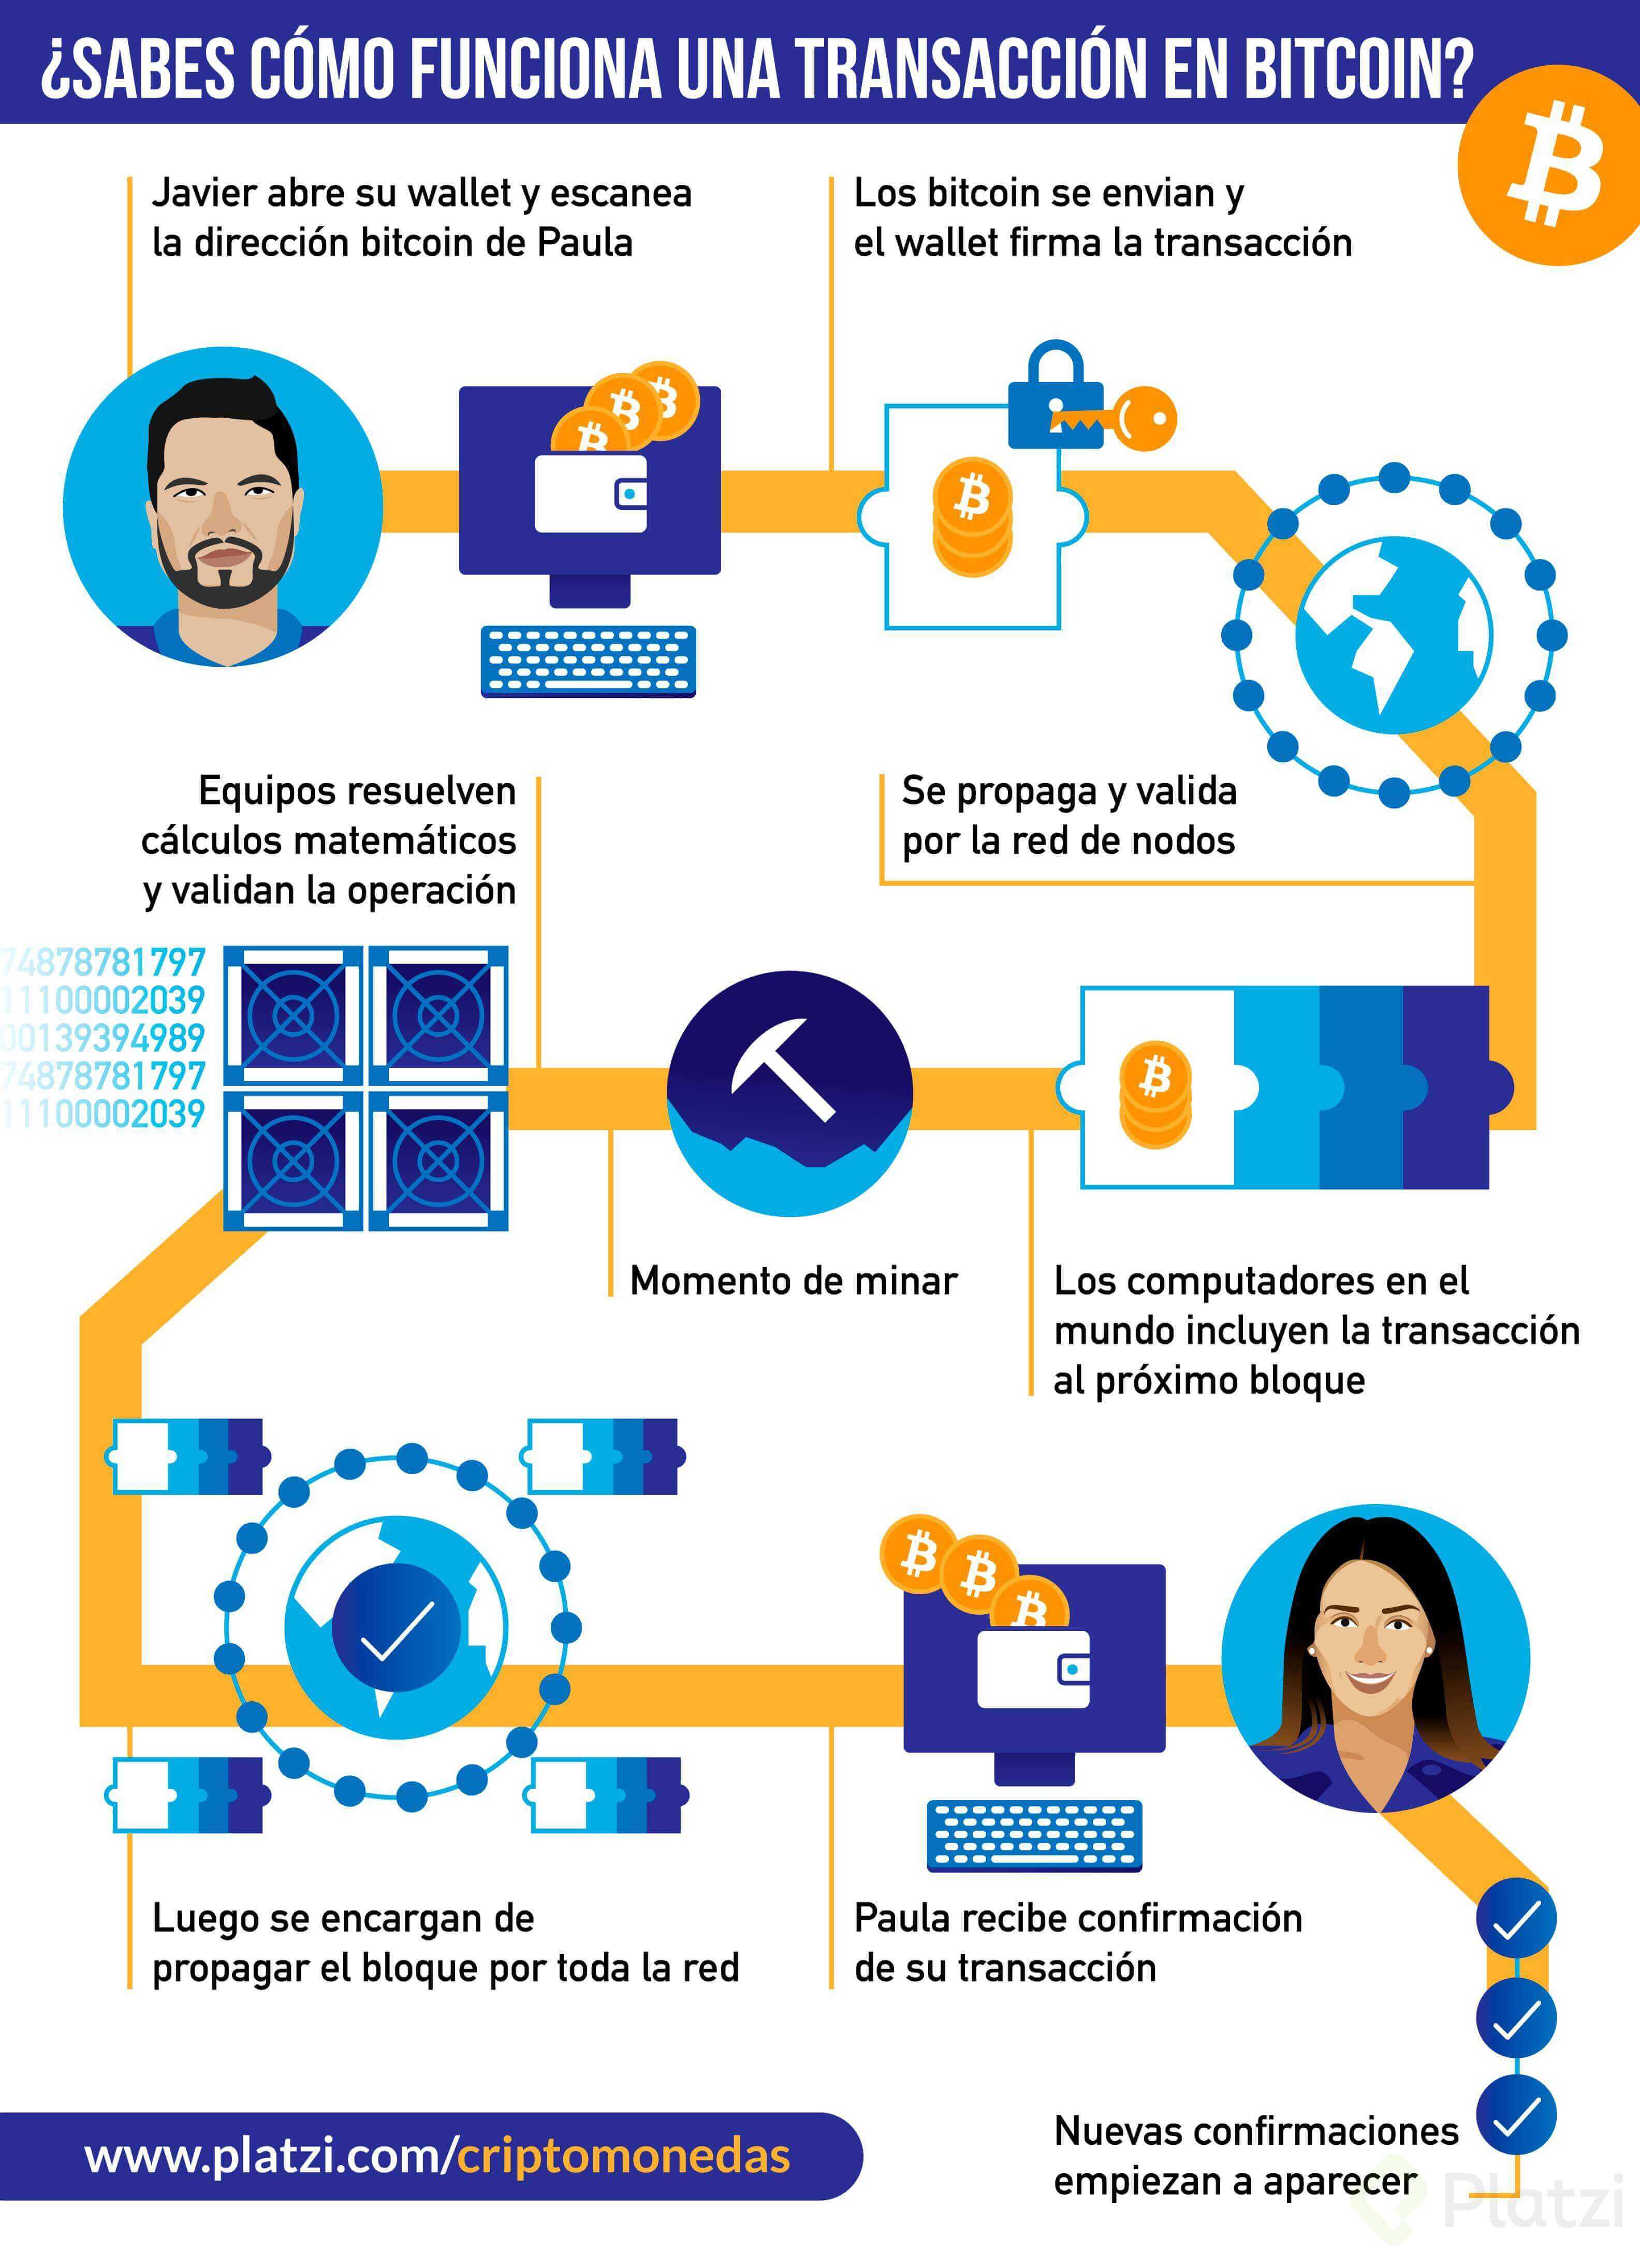 ¿SABES CÓMO FUNCIONA UNA TRANSACCIÓN EN BITCOIN?
Javier abre su wallet y escanea
la dirección bitcoin de Paula
Los bitcoin se envian y
el wallet firma la transacción
Se propaga y valida
por la red de nodos
Los computadores en el
mundo incluyen la transacción
al próximo bloque
Momento de minar
Equipos resuelven
cálculos matemáticos
y validan la operación
74878781797
11100002039
00139394989
74878781797
11100002039
Luego se encargan de
propagar el bloque por toda la red
Paula recibe confirmación
de su transacción
Nuevas confirmaciones
empiezan a aparecer
www.platzi.com/criptomonedas
Platzi